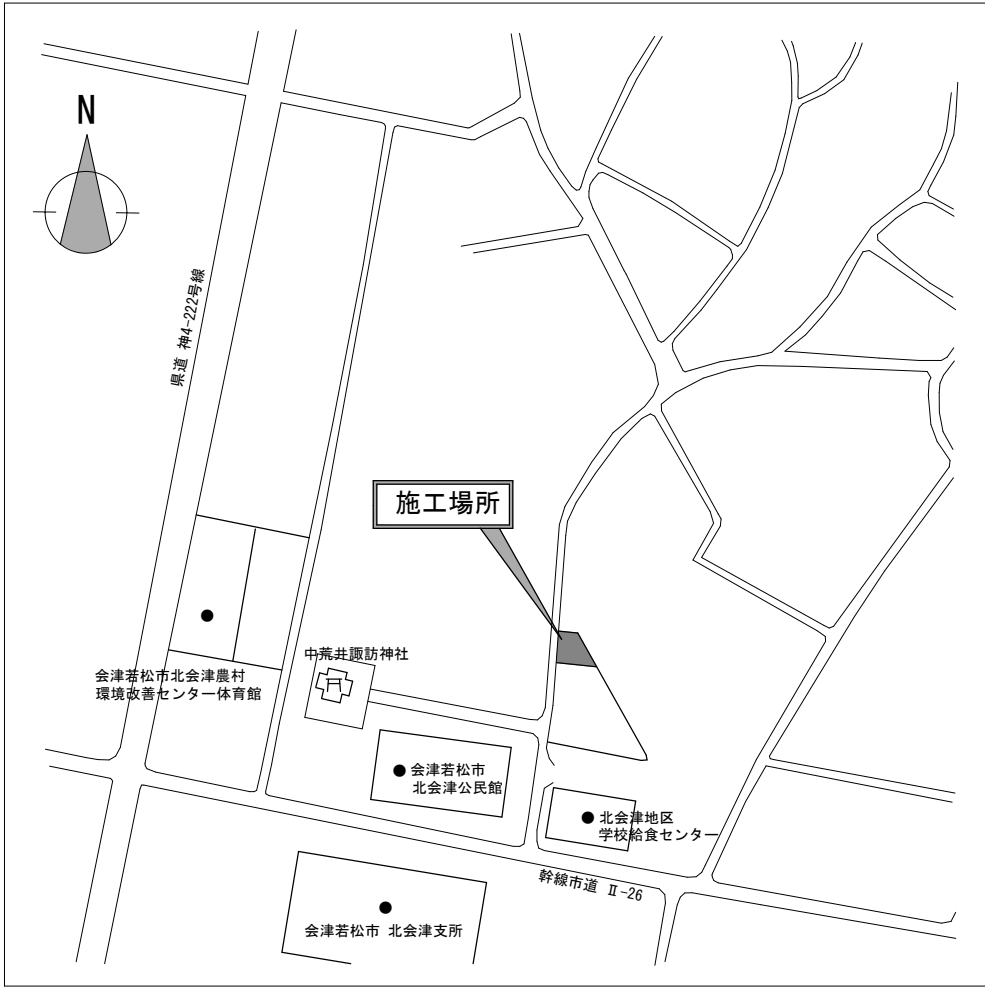 N
県道 神4-222号線
施工場所
中荒井諏訪神社
会津若松市北会津農村
環境改善センター体育館
会津若松市
北会津公民館
北会津地区
学校給食センター
幹線市道 Ⅱ-26
会津若松市 北会津支所